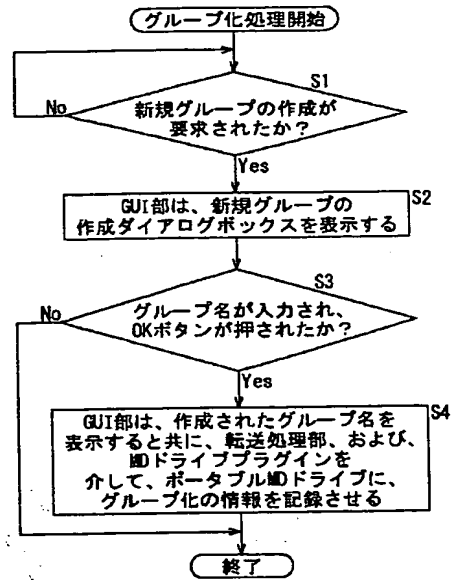 グループ化処理開始
S1
No
新規グループの作成が
要求されたか?
Yes
S2
GUI部は、新規グループの
作成ダイアログボックスを表示する
S3
No
グループ名が入力され、
OKボタンが押されたか?
Yes
S4
GUI部は、作成されたグループ名を
表示すると共に、転送処理部、および、
MDドライブプラグインを
介して、ポータブルMDドライブに、
グループ化の情報を記録させる
終了